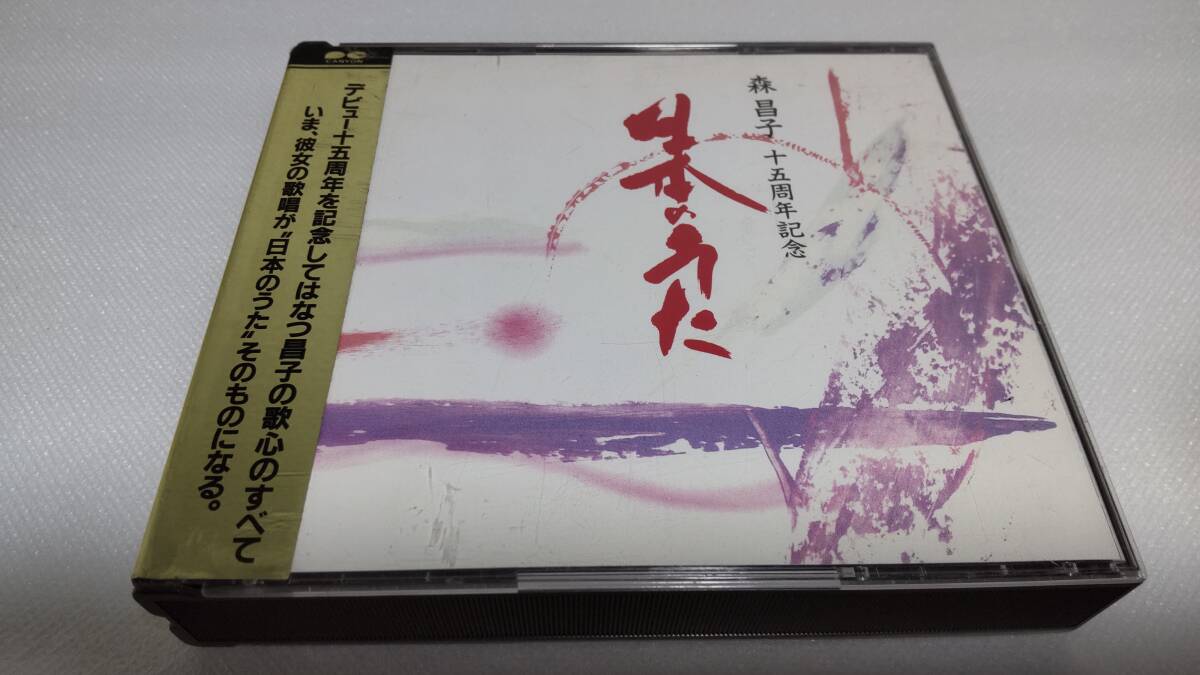 CANYON
デビュー十五周年を記念してはなつ昌子の歌心のすべて
いま、彼女の歌唱が"日本のうた"そのものになる。
森昌子 十五周年記念
日本のうた